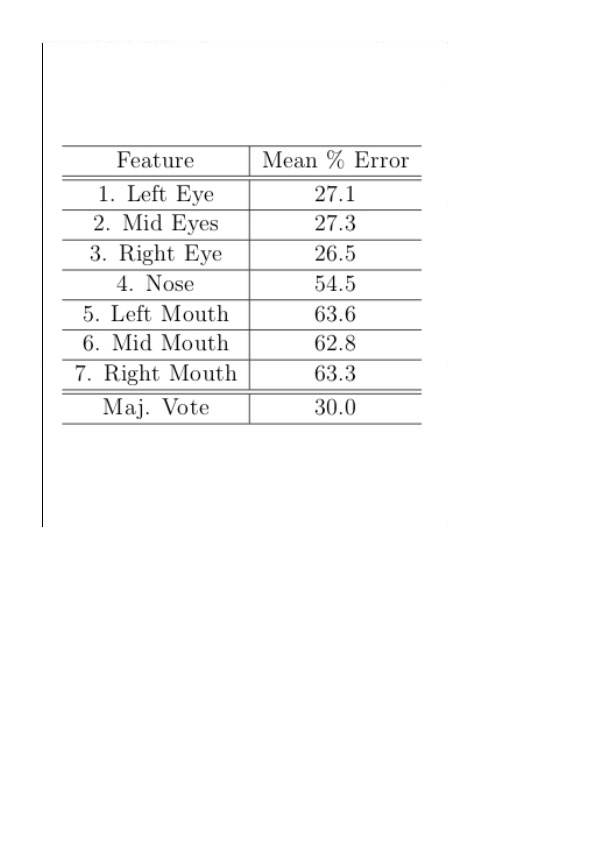 Feature Mean % Error
1. Left Eye 27.1
2. Mid Eyes 27.3
3. Right Eye 26.5
4. Nose 54.5
5. Left Mouth 63.6
6. Mid Mouth 62.8
7. Right Mouth 63.3
Maj. Vote 30.0